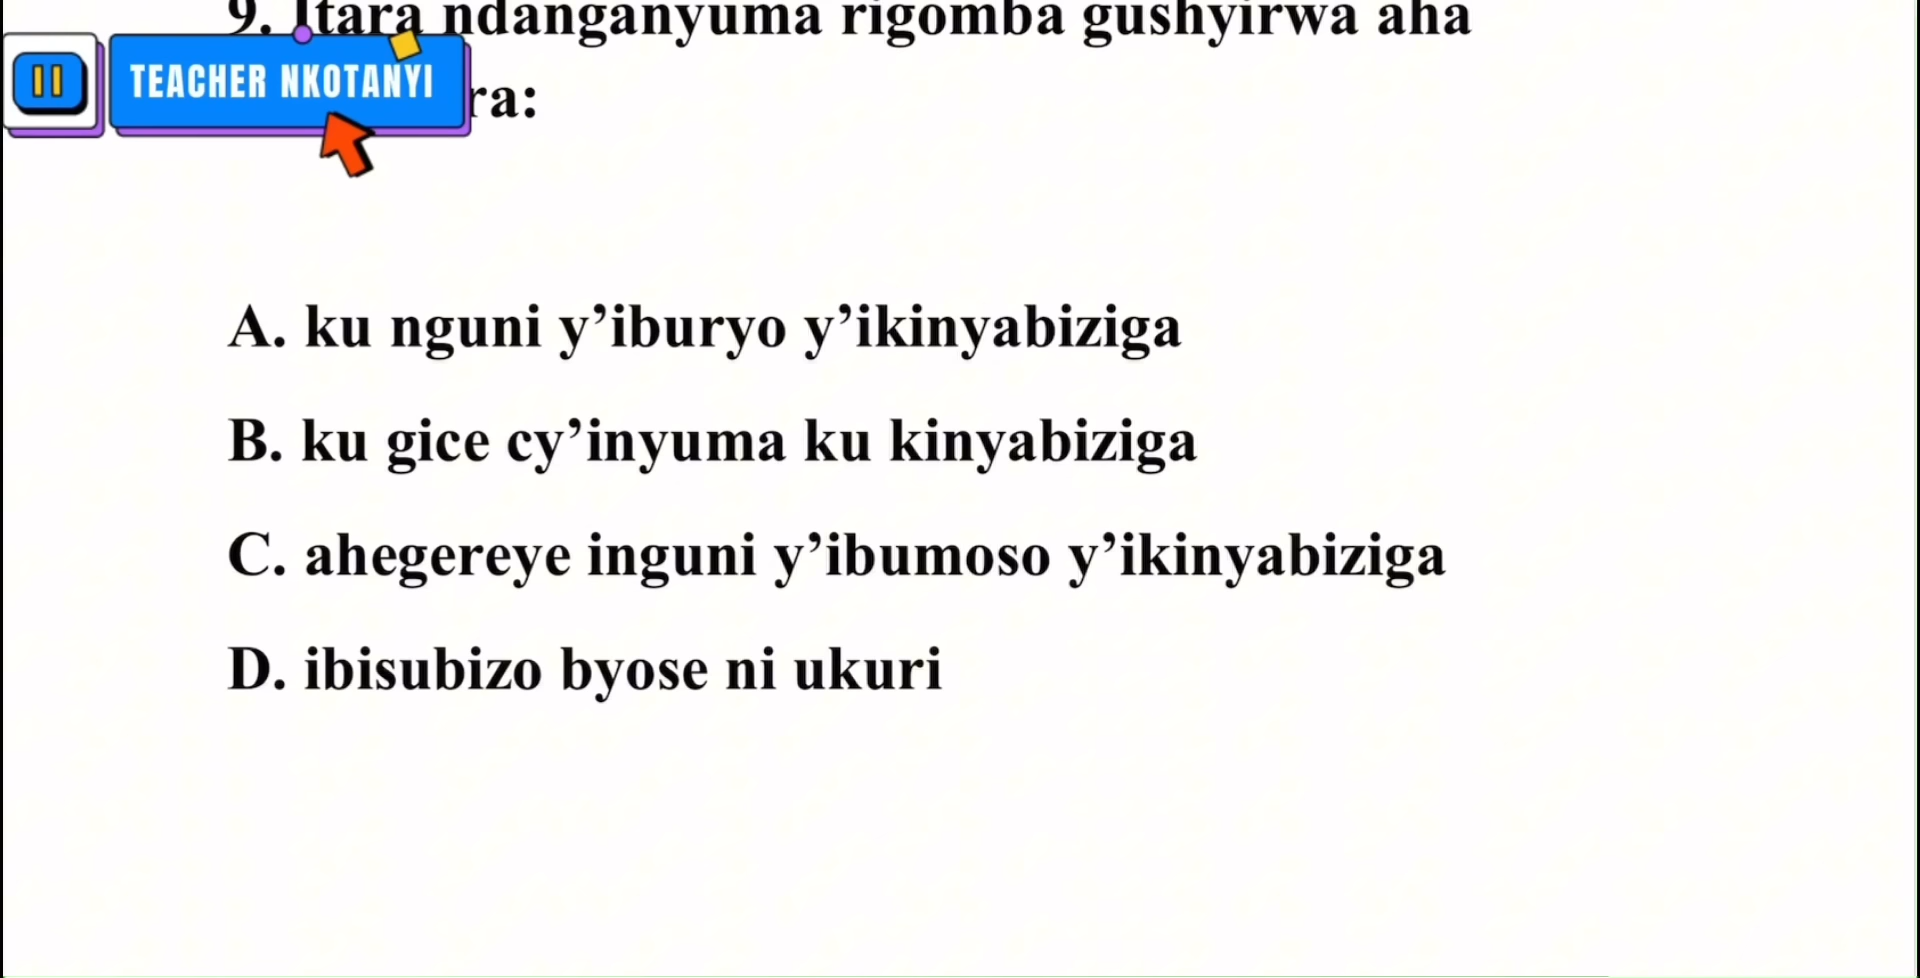 9. Itara ndanganyuma rigomba gushyirwa aha
TEACHER NKOTANYI
ra:
A. ku nguni y’iburyo y’ikinyabiziga
B. ku gice cy’inyuma ku kinyabiziga
C. ahegereye inguni y’ibumoso y’ikinyabiziga
D. ibisubizo byose ni ukuri